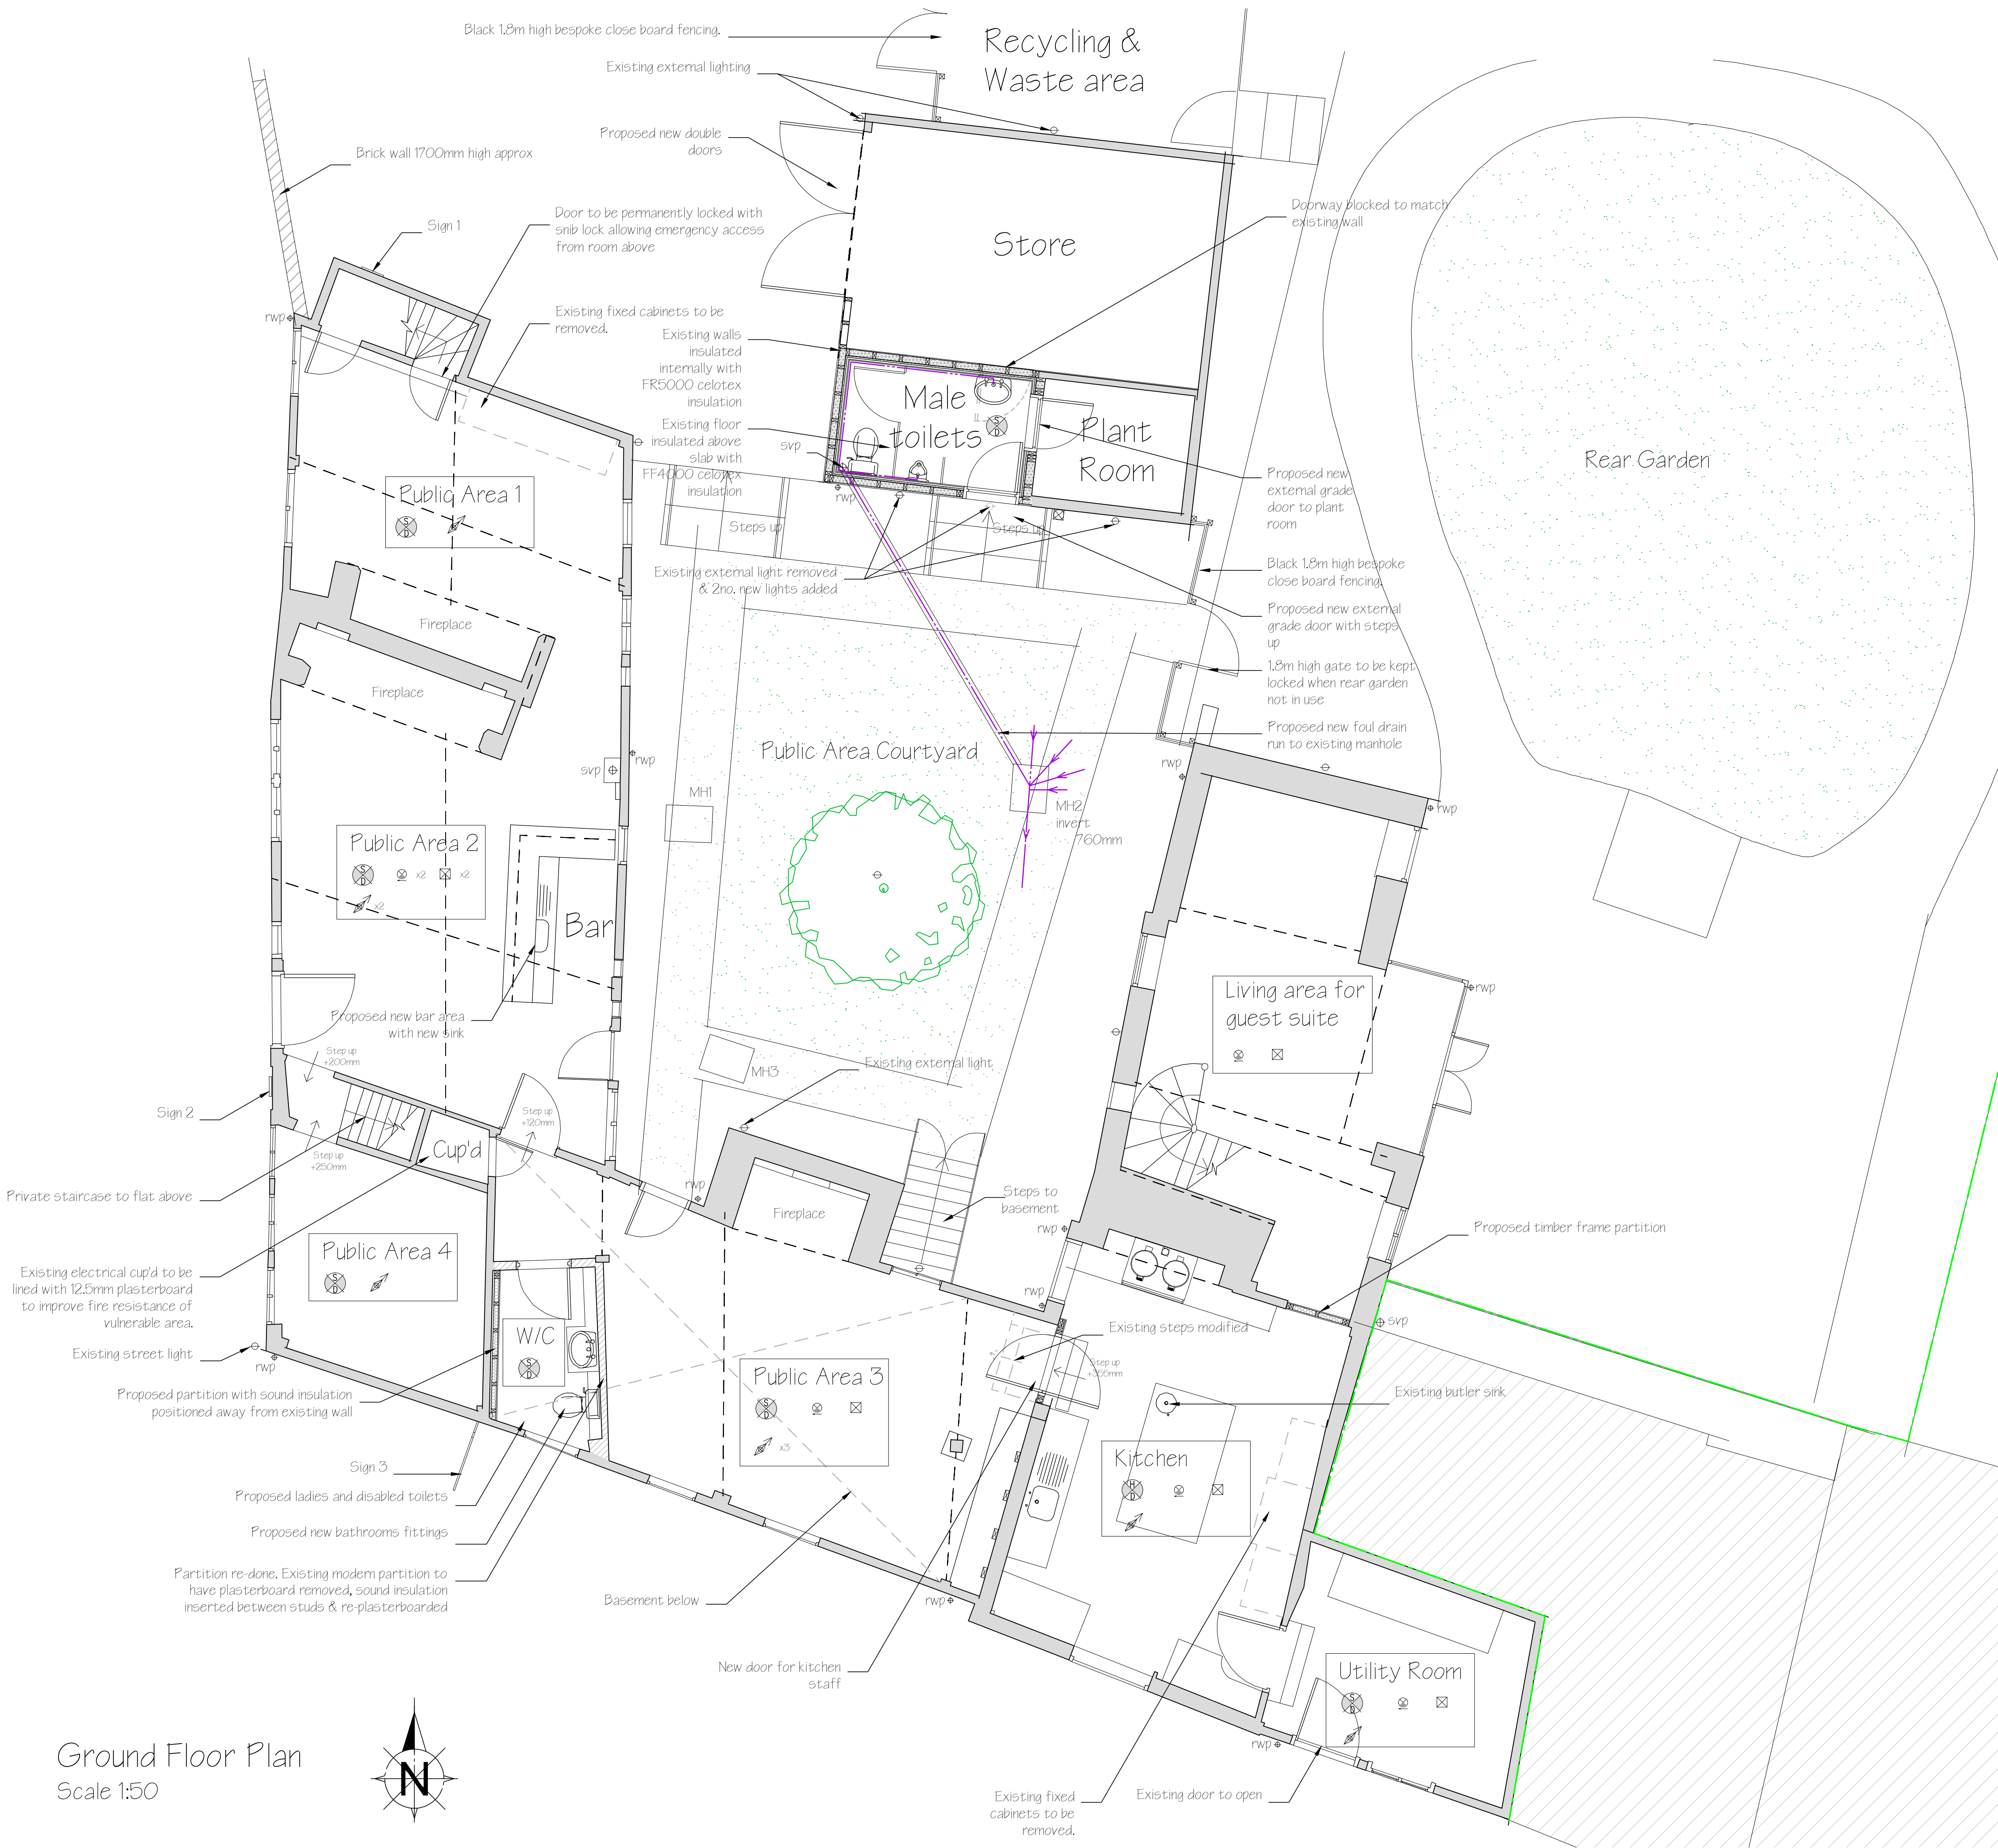 Black 1.8m high bespoke close board fencing.
Recycling &
Waste area
Existing external lighting
Proposed new double
doors
Brick wall 1700mm high approx
Sign 1
Door to be permanently locked with
snib lock allowing emergency access
from room above
Doorway blocked to match
existing wall
Store
rwp
Existing fixed cabinets to be
removed.
Existing walls
insulated
internally with
FR5000 celotex
insulation
Male
toilets
S
D
Plant
Room
Existing floor
insulated above
slab with
FF4000 celotex
insulation
svp
rwp
Rear Garden
Proposed new
external grade
door to plant
room
Public Area 1
S
D
Steps up
Steps up
Existing external light removed
& 2no. new lights added
Black 1.8m high bespoke
close board fencing.
Proposed new external
grade door with steps
up
Fireplace
1.8m high gate to be kept
locked when rear garden
not in use
Fireplace
Proposed new foul drain
run to existing manhole
Public Area Courtyard
rwp
svp
rwp
MH1
MH2
invert
760mm
rwp
Public Area 2
S
D
x2
x2
x2
Bar
Living area for
guest suite
rwp
Proposed new bar area
with new sink
Step up
+200mm
Existing external light
MH3
Sign 2
Step up
+120mm
Cup'd
Step up
+250mm
Private staircase to flat above
rwp
Steps to
basement
Fireplace
rwp
Proposed timber frame partition
Public Area 4
S
D
Existing electrical cup'd to be
lined with 12.5mm plasterboard
to improve fire resistance of
vulnerable area.
rwp
svp
W/C
S
D
Existing steps modified
Existing street light
rwp
Public Area 3
S
D
x3
Step up
+350mm
Existing butler sink
Proposed partition with sound insulation
positioned away from existing wall
Kitchen
H
D
Sign 3
Proposed ladies and disabled toilets
Proposed new bathrooms fittings
Partition re-done. Existing modern partition to
have plasterboard removed, sound insulation
inserted between studs & re-plasterboarded
Basement below
rwp
New door for kitchen
staff
Utility Room
S
D
rwp
Ground Floor Plan
Scale 1:50
N
Existing fixed
cabinets to be
removed.
Existing door to open